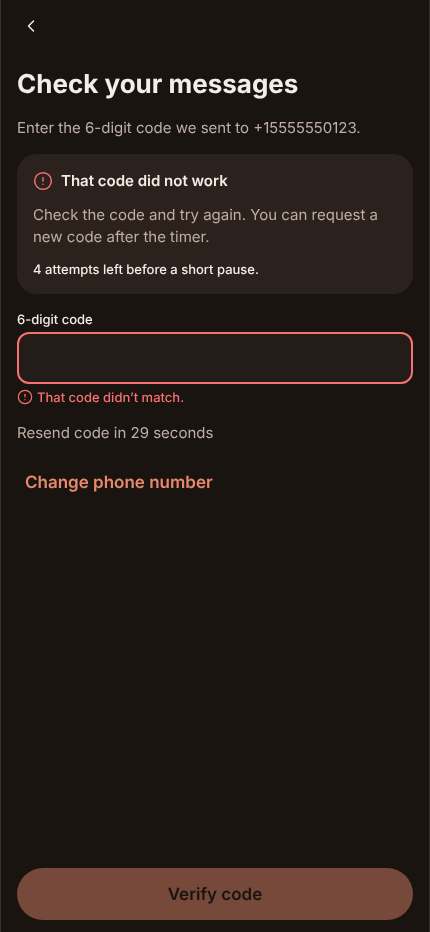 Check your messages
Enter the 6-digit code we sent to +15555550123.
That code did not work
Check the code and try again. You can request a
new code after the timer.
4 attempts left before a short pause.
6-digit code
That code didn't match.
Resend code in 29 seconds
Change phone number
Verify code